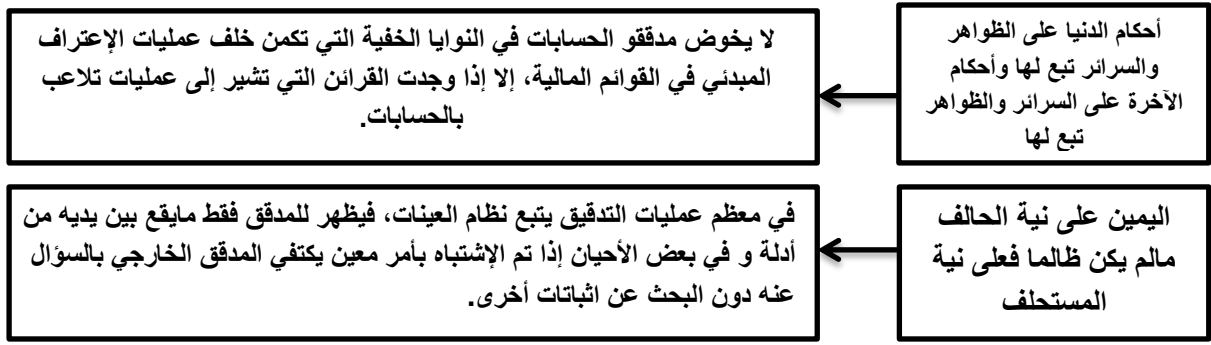 أحكام الدنيا على الظواهر
والسرائر تبع لها وأحكام
الآخرة على السرائر والظواهر
تبع لها
لا يخوض مدققو الحسابات في النوايا الخفية التي تكمن خلف عمليات الإعتراف
المبدئي في القوائم المالية، إلا إذا وجدت القرائن التي تشير إلى عمليات تلاعب
بالحسابات.
اليمين على نية الحالف
مالم يكن ظالما فعلى نية
المستحلف
في معظم عمليات التدقيق يتبع نظام العينات، فيظهر للمدقق فقط مايقع بين يديه من
أدلة و في بعض الأحيان إذا تم الإشتباه بأمر معين يكتفي المدقق الخارجي بالسؤال
عنه دون البحث عن اثباتات أخرى.